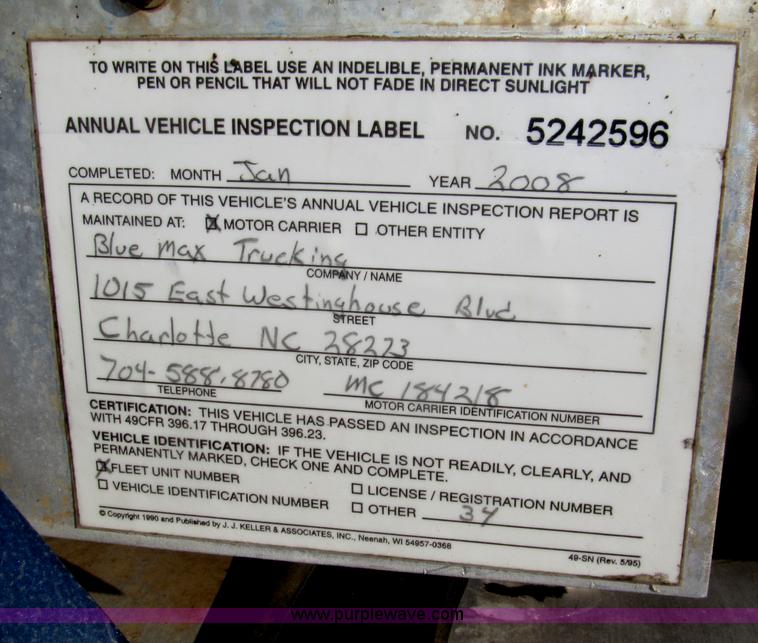 TO WRITE ON THIS LABEL USE AN INDELIBLE, PERMANENT INK MARKER,
PEN OR PENCIL THAT WILL NOT FADE IN DIRECT SUNLIGHT
ANNUAL VEHICLE INSPECTION LABEL NO. 5242596
COMPLETED: MONTH Jan YEAR 2008
A RECORD OF THIS VEHICLE'S ANNUAL VEHICLE INSPECTION REPORT IS
MAINTAINED AT: ☒ MOTOR CARRIER ☐ OTHER ENTITY
Blue Max Trucking
COMPANY / NAME
1015 East Westinghouse Blvd
STREET
Charlotte NC 28273
CITY, STATE, ZIP CODE
704-588-8780 MC 184218
TELEPHONE MOTOR CARRIER IDENTIFICATION NUMBER
CERTIFICATION: THIS VEHICLE HAS PASSED AN INSPECTION IN ACCORDANCE
WITH 49CFR 396.17 THROUGH 396.23.
VEHICLE IDENTIFICATION: IF THE VEHICLE IS NOT READILY, CLEARLY, AND
PERMANENTLY MARKED, CHECK ONE AND COMPLETE.
☒ FLEET UNIT NUMBER ☐ LICENSE / REGISTRATION NUMBER
☐ VEHICLE IDENTIFICATION NUMBER ☐ OTHER 34
© Copyright 1990 and Published by J. J. KELLER & ASSOCIATES, INC., Neenah, WI 54957-0368
49-SN (Rev. 5/95)
www.purplewave.com